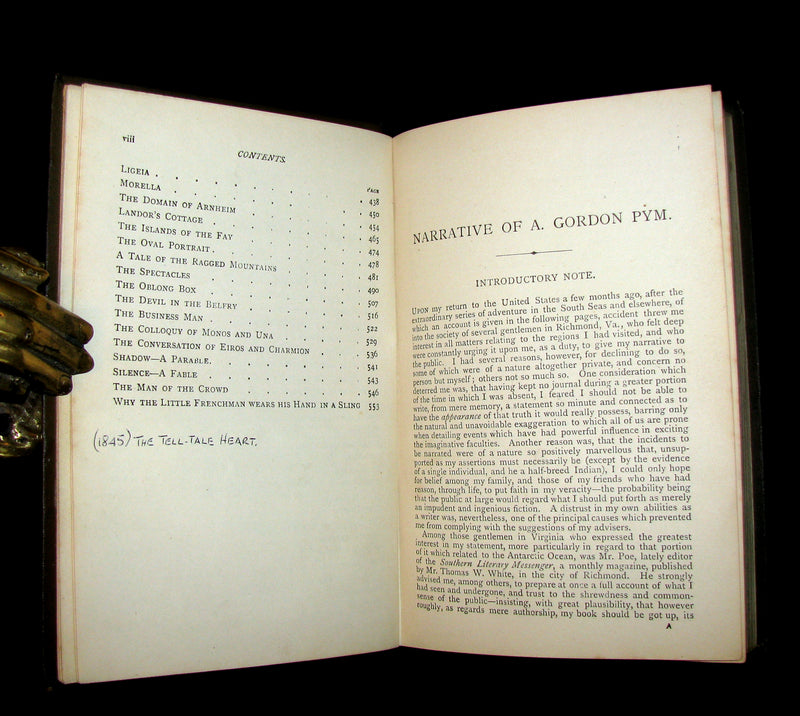 viii
CONTENTS.
PAGE
LIGEIA . . . . . . . . 438
MORELLA . . . . . . . . 450
THE DOMAIN OF ARNHEIM . . . . . 454
LANDOR'S COTTAGE . . . . . . 465
THE ISLANDS OF THE FAY . . . . . 474
THE OVAL PORTRAIT . . . . . . 478
A TALE OF THE RAGGED MOUNTAINS . . . . 481
THE SPECTACLES . . . . . . 490
THE OBLONG BOX . . . . . . 507
THE DEVIL IN THE BELFRY . . . . . 516
THE BUSINESS MAN . . . . . . 522
THE COLLOQUY OF MONOS AND UNA . . . . 529
THE CONVERSATION OF EIROS AND CHARMION . . . 536
SHADOW—A PARABLE . . . . . . 541
SILENCE—A FABLE . . . . . . 543
THE MAN OF THE CROWD . . . . . 546
WHY THE LITTLE FRENCHMAN WEARS HIS HAND IN A SLING 553
(1845) THE TELL-TALE HEART.
NARRATIVE OF A. GORDON PYM.
INTRODUCTORY NOTE.
UPON my return to the United States a few months ago, after the
extraordinary series of adventure in the South Seas and elsewhere, of
which an account is given in the following pages, accident threw me
into the society of several gentlemen in Richmond, Va., who felt deep
interest in all matters relating to the regions I had visited, and who
were constantly urging it upon me, as a duty, to give my narrative to
the public. I had several reasons, however, for declining to do so,
some of which were of a nature altogether private, and concern no
person but myself; others not so much so. One consideration which
deterred me was, that having kept no journal during a greater portion
of the time in which I was absent, I feared I should not be able to
write, from mere memory, a statement so minute and connected as to
have the appearance of that truth it would really possess, barring only
the natural and unavoidable exaggeration to which all of us are prone
when detailing events which have had powerful influence in exciting
the imaginative faculties. Another reason was, that the incidents to
be narrated were of a nature so positively marvellous that, unsup-
ported as my assertions must necessarily be (except by the evidence
of a single individual, and he a half-breed Indian), I could only hope
for belief among my family, and those of my friends who have had
reason, through life, to put faith in my veracity—the probability being
that the public at large would regard what I should put forth as merely
an impudent and ingenious fiction. A distrust in my own abilities as
a writer was, nevertheless, one of the principal causes which prevented
me from complying with the suggestions of my advisers.
Among those gentlemen in Virginia who expressed the greatest
interest in my statement, more particularly in regard to that portion
of it which related to the Antarctic Ocean, was Mr. Poe, lately editor
of the Southern Literary Messenger, a monthly magazine, published
by Mr. Thomas W. White, in the city of Richmond. He strongly
advised me, among others, to prepare at once a full account of what I
had seen and undergone, and trust to the shrewdness and common-
sense of the public—insisting, with great plausibility, that however
roughly, as regards mere authorship, my book should be got up, its
A